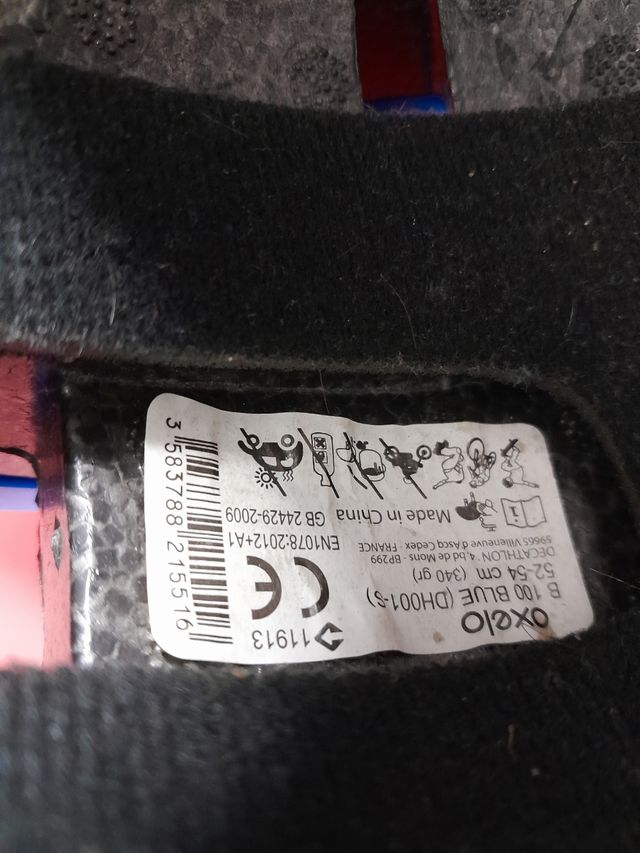 oxelo
B 100 BLUE (DH001-S)
52-54 cm (340 gr)
DECATHLON, 4, bd de Mons - BP299
59665 Villeneuve d'Ascq Cedex - FRANCE
Made in China
i
11913
CE
EN1078:2012+A1
GB 24429-2009
3 583788 215516